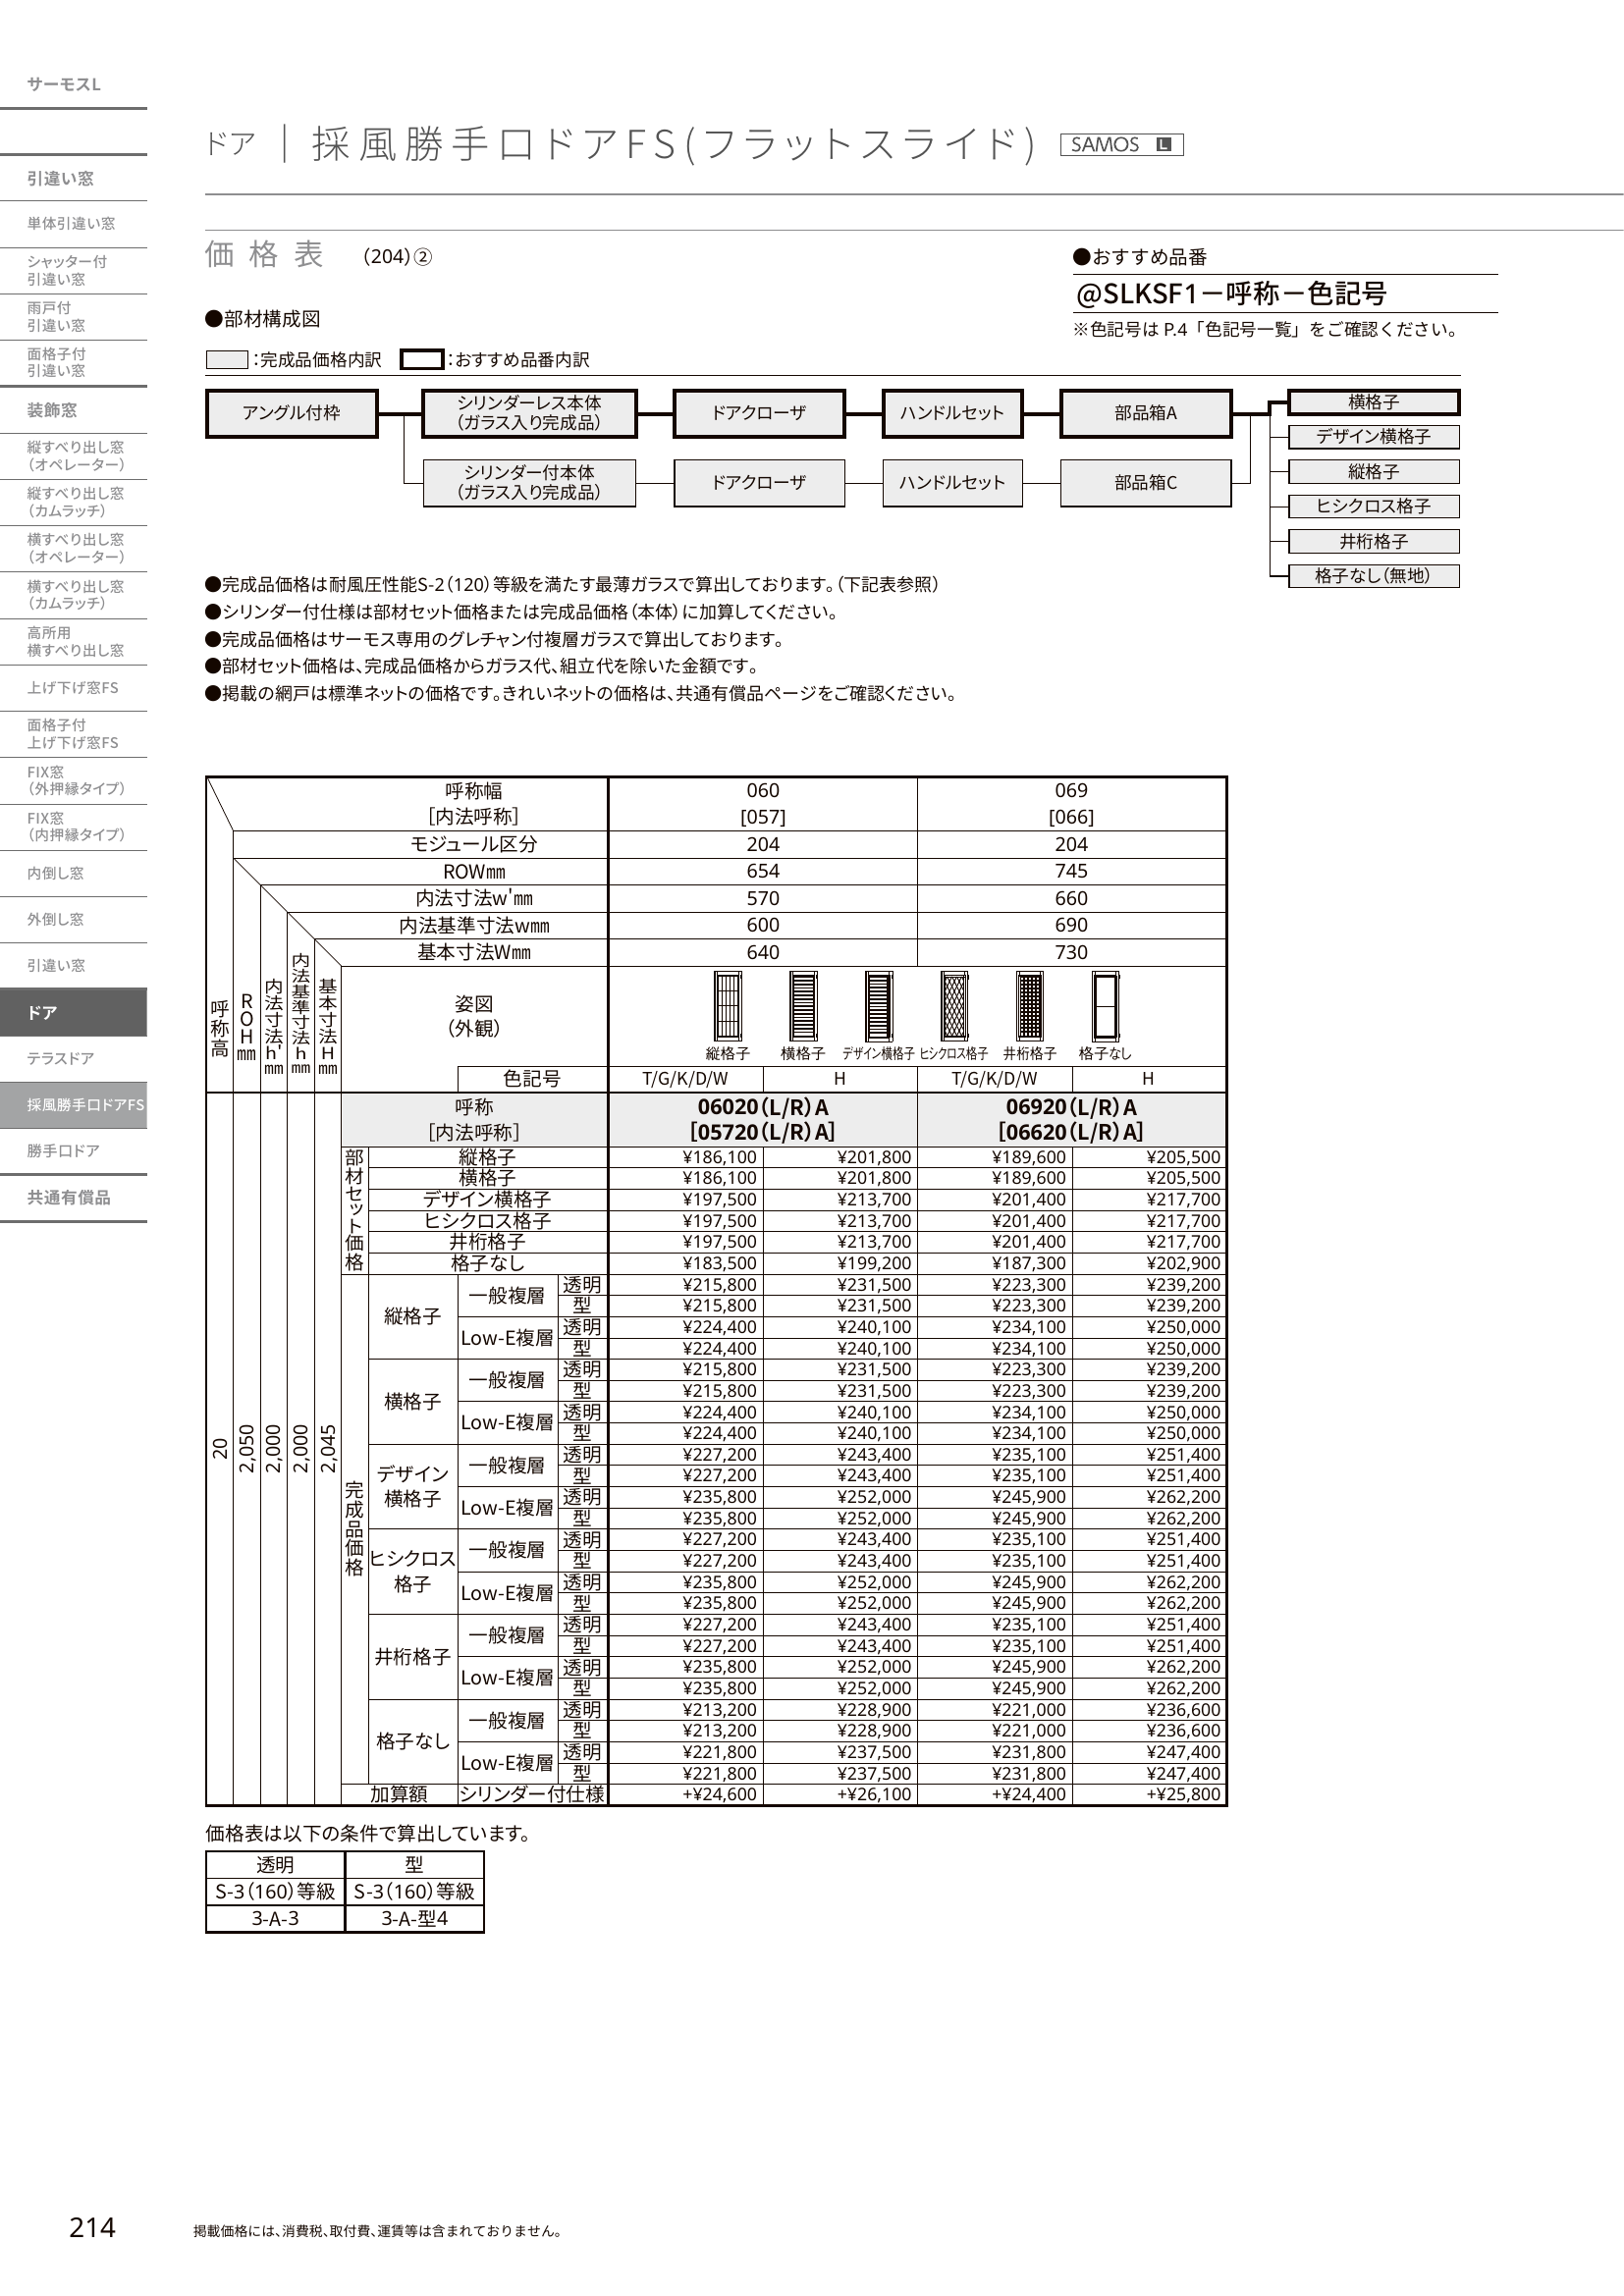 サーモスL
引違い窓
単体引違い窓
シャッター付
引違い窓
雨戸付
引違い窓
面格子付
引違い窓
装飾窓
縦すべり出し窓
（オペレーター）
縦すべり出し窓
（カムラッチ）
横すべり出し窓
（オペレーター）
横すべり出し窓
（カムラッチ）
高所用
横すべり出し窓
上げ下げ窓FS
面格子付
上げ下げ窓FS
FIX窓
（外押縁タイプ）
FIX窓
（内押縁タイプ）
内倒し窓
外倒し窓
引違い窓
ドア
テラスドア
採風勝手口ドアFS
勝手口ドア
共通有償品
ドア｜採風勝手口ドアFS(フラットスライド) SAMOS L
価格表 （204）②
●おすすめ品番
@SLKSF1－呼称－色記号
※色記号は P.4「色記号一覧」をご確認ください。
●部材構成図
：完成品価格内訳 ：おすすめ品番内訳
アングル付枠 シリンダーレス本体（ガラス入り完成品） ドアクローザ ハンドルセット 部品箱A 横格子
デザイン横格子
シリンダー付本体（ガラス入り完成品） ドアクローザ ハンドルセット 部品箱C 縦格子
ヒシクロス格子
井桁格子
格子なし（無地）
●完成品価格は耐風圧性能S-2（120）等級を満たす最薄ガラスで算出しております。（下記表参照）
●シリンダー付仕様は部材セット価格または完成品価格（本体）に加算してください。
●完成品価格はサーモス専用のグレチャン付複層ガラスで算出しております。
●部材セット価格は、完成品価格からガラス代、組立代を除いた金額です。
●掲載の網戸は標準ネットの価格です。きれいネットの価格は、共通有償品ページをご確認ください。
呼称幅 060 069
［内法呼称］ [057] [066]
モジュール区分 204 204
ROW㎜ 654 745
内法寸法w'㎜ 570 660
内法基準寸法w㎜ 600 690
基本寸法W㎜ 640 730
呼称高 ROH㎜ 内法寸法h'㎜ 内法基準寸法h㎜ 基本寸法H㎜
姿図
（外観）
縦格子 横格子 デザイン横格子 ヒシクロス格子 井桁格子 格子なし
色記号 T/G/K/D/W H T/G/K/D/W H
20 2,050 2,000 2,000 2,045
呼称 06020（L/R）A 06920（L/R）A
［内法呼称］ [05720（L/R）A] [06620（L/R）A]
部材セット価格
縦格子 ¥186,100 ¥201,800 ¥189,600 ¥205,500
横格子 ¥186,100 ¥201,800 ¥189,600 ¥205,500
デザイン横格子 ¥197,500 ¥213,700 ¥201,400 ¥217,700
ヒシクロス格子 ¥197,500 ¥213,700 ¥201,400 ¥217,700
井桁格子 ¥197,500 ¥213,700 ¥201,400 ¥217,700
格子なし ¥183,500 ¥199,200 ¥187,300 ¥202,900
完成品価格
縦格子 一般複層 透明 ¥215,800 ¥231,500 ¥223,300 ¥239,200
型 ¥215,800 ¥231,500 ¥223,300 ¥239,200
Low-E複層 透明 ¥224,400 ¥240,100 ¥234,100 ¥250,000
型 ¥224,400 ¥240,100 ¥234,100 ¥250,000
横格子 一般複層 透明 ¥215,800 ¥231,500 ¥223,300 ¥239,200
型 ¥215,800 ¥231,500 ¥223,300 ¥239,200
Low-E複層 透明 ¥224,400 ¥240,100 ¥234,100 ¥250,000
型 ¥224,400 ¥240,100 ¥234,100 ¥250,000
デザイン横格子 一般複層 透明 ¥227,200 ¥243,400 ¥235,100 ¥251,400
型 ¥227,200 ¥243,400 ¥235,100 ¥251,400
Low-E複層 透明 ¥235,800 ¥252,000 ¥245,900 ¥262,200
型 ¥235,800 ¥252,000 ¥245,900 ¥262,200
ヒシクロス格子 一般複層 透明 ¥227,200 ¥243,400 ¥235,100 ¥251,400
型 ¥227,200 ¥243,400 ¥235,100 ¥251,400
Low-E複層 透明 ¥235,800 ¥252,000 ¥245,900 ¥262,200
型 ¥235,800 ¥252,000 ¥245,900 ¥262,200
井桁格子 一般複層 透明 ¥227,200 ¥243,400 ¥235,100 ¥251,400
型 ¥227,200 ¥243,400 ¥235,100 ¥251,400
Low-E複層 透明 ¥235,800 ¥252,000 ¥245,900 ¥262,200
型 ¥235,800 ¥252,000 ¥245,900 ¥262,200
格子なし 一般複層 透明 ¥213,200 ¥228,900 ¥221,000 ¥236,600
型 ¥213,200 ¥228,900 ¥221,000 ¥236,600
Low-E複層 透明 ¥221,800 ¥237,500 ¥231,800 ¥247,400
型 ¥221,800 ¥237,500 ¥231,800 ¥247,400
加算額 シリンダー付仕様 +¥24,600 +¥26,100 +¥24,400 +¥25,800
価格表は以下の条件で算出しています。
透明 型
S-3（160）等級 S-3（160）等級
3-A-3 3-A-型4
214
掲載価格には、消費税、取付費、運賃等は含まれておりません。